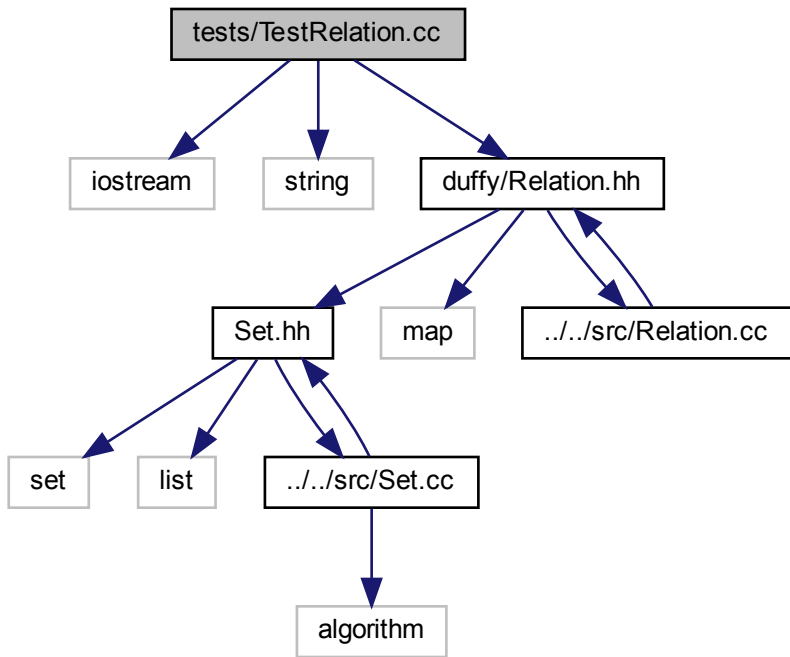 tests/TestRelation.cc
iostream
string
duffy/Relation.hh
Set.hh
map
../../src/Relation.cc
set
list
../../src/Set.cc
algorithm